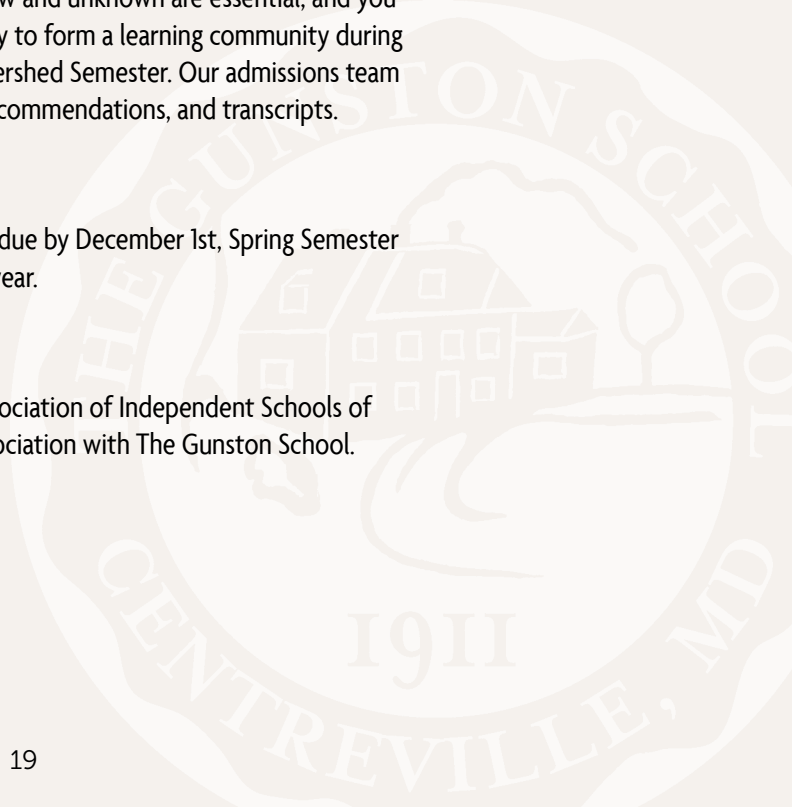 w and unknown are essential, and you
y to form a learning community during
ershed Semester. Our admissions team
commendations, and transcripts.
due by December 1st, Spring Semester
year.
ociation of Independent Schools of
ociation with The Gunston School.
THE GUNSTON SCHOOL
1911
CENTREVILLE, MD
19